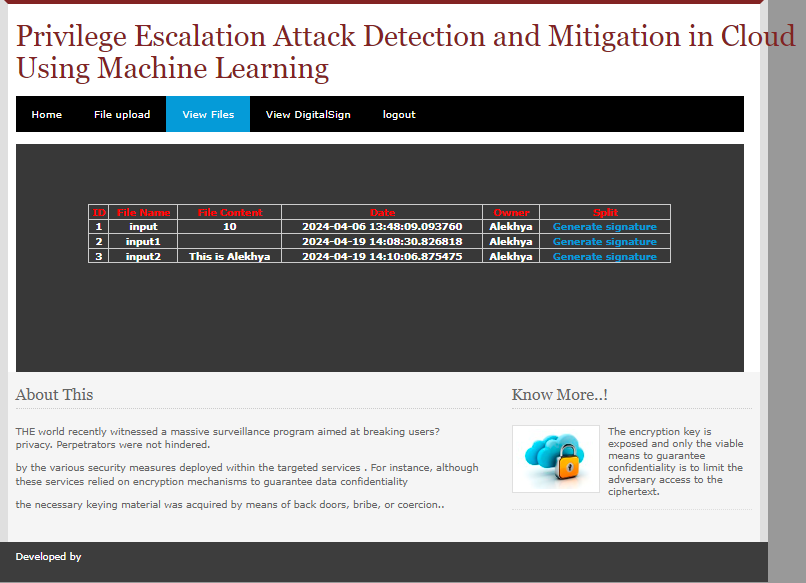 Privilege Escalation Attack Detection and Mitigation in Cloud
Using Machine Learning
Home File upload View Files View DigitalSign logout
ID File Name File Content Date Owner Split
1 input 10 2024-04-06 13:48:09.093760 Alekhya Generate signature
2 input1 2024-04-19 14:08:30.826818 Alekhya Generate signature
3 input2 This is Alekhya 2024-04-19 14:10:06.875475 Alekhya Generate signature
About This
THE world recently witnessed a massive surveillance program aimed at breaking users?
privacy. Perpetrators were not hindered.
by the various security measures deployed within the targeted services . For instance, although
these services relied on encryption mechanisms to guarantee data confidentiality
the necessary keying material was acquired by means of back doors, bribe, or coercion..
Know More..!
The encryption key is
exposed and only the viable
means to guarantee
confidentiality is to limit the
adversary access to the
ciphertext.
Developed by